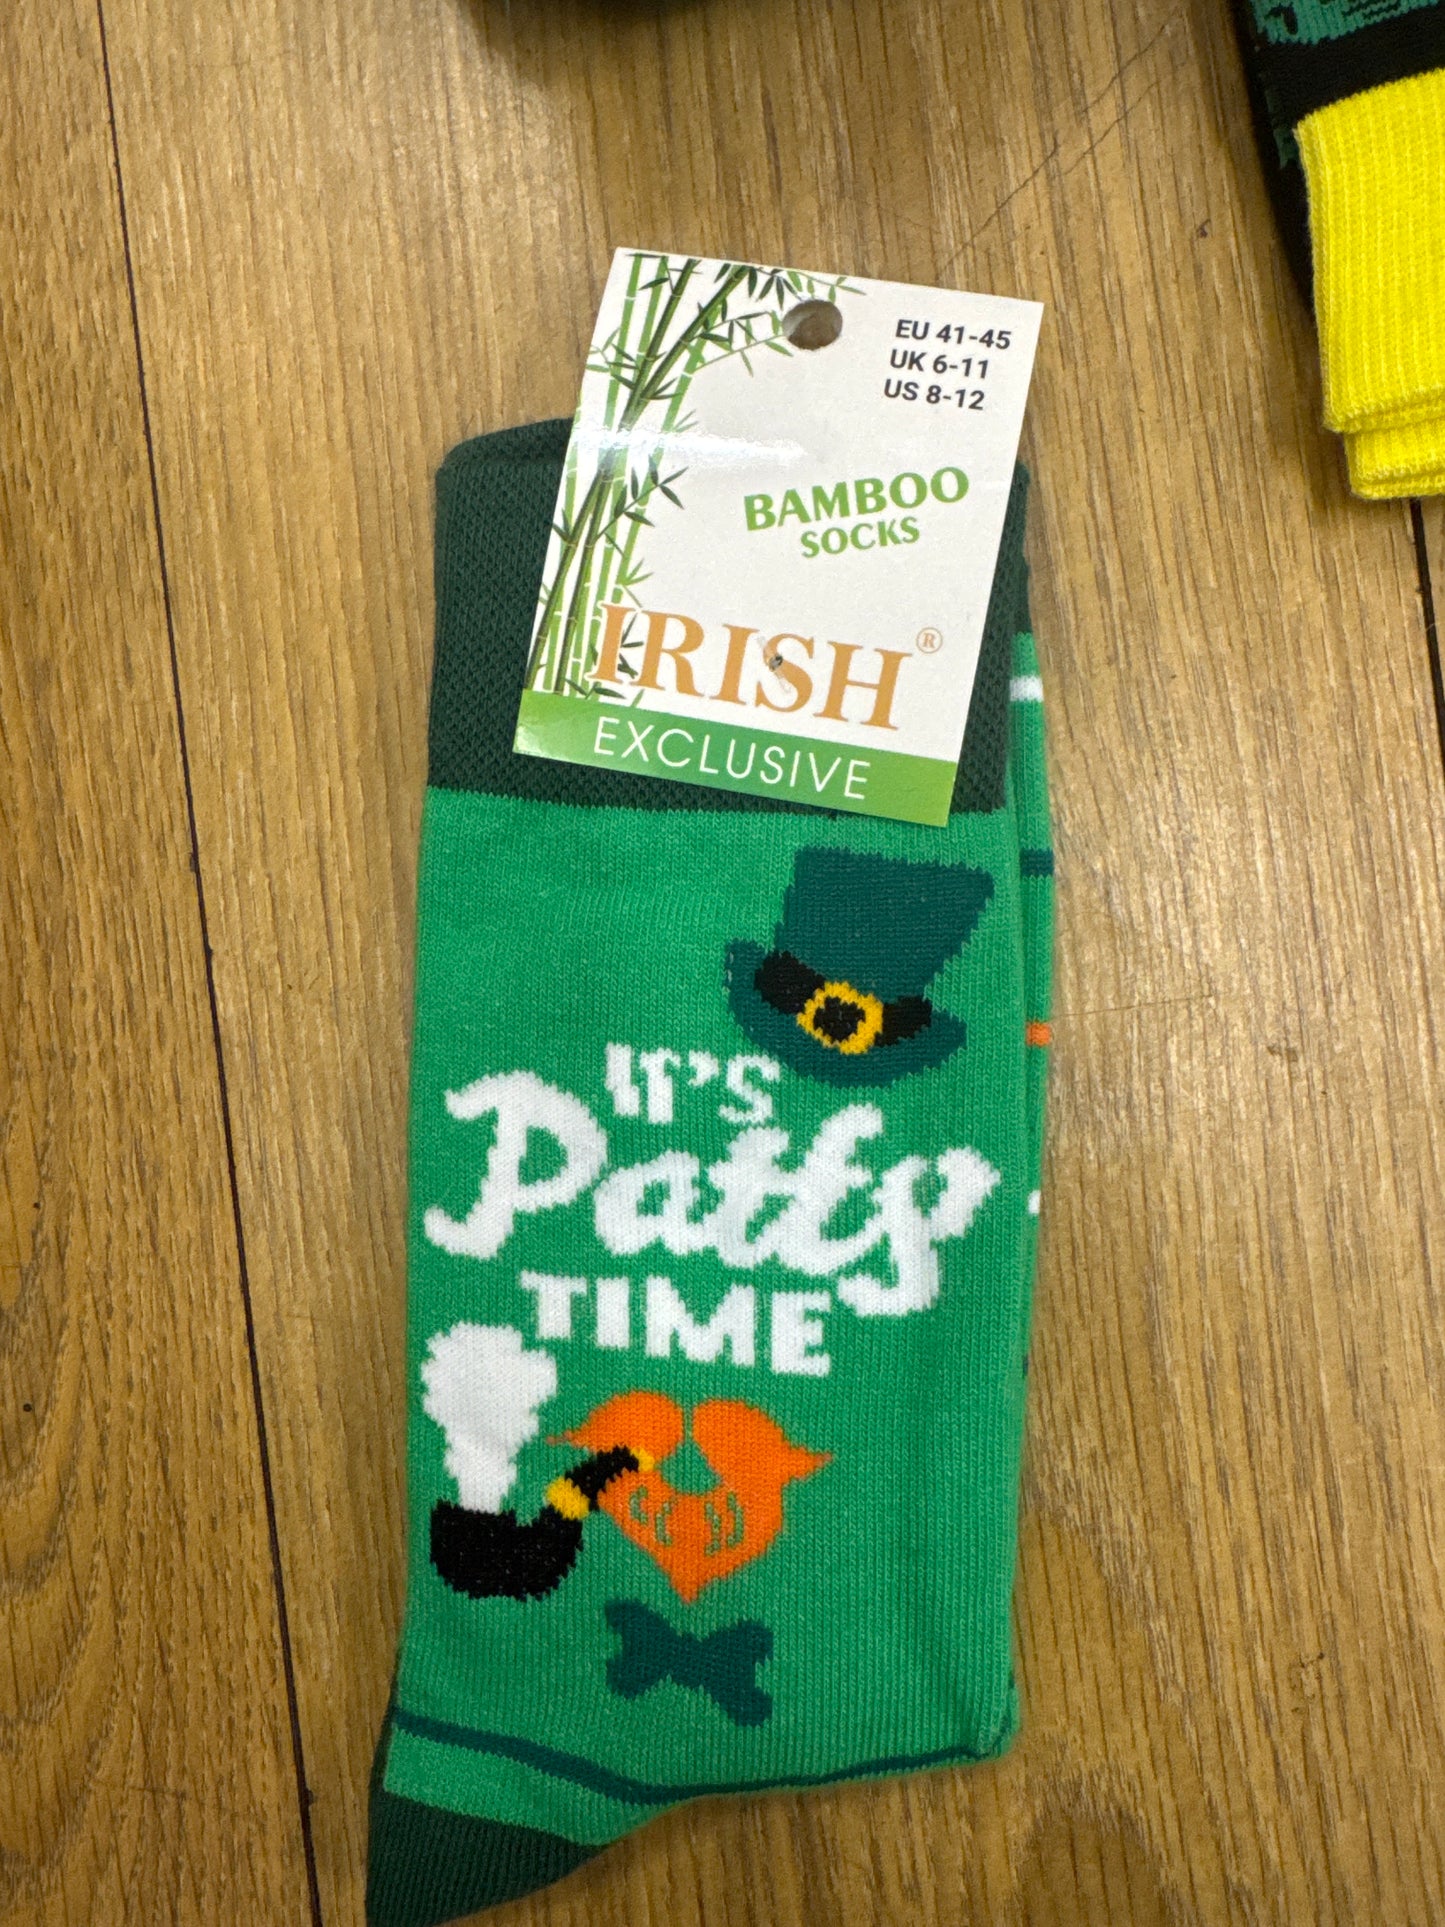 EU 41-45
UK 6-11
US 8-12
BAMBOO
SOCKS
IRISH®
EXCLUSIVE
IT'S
Patty
TIME